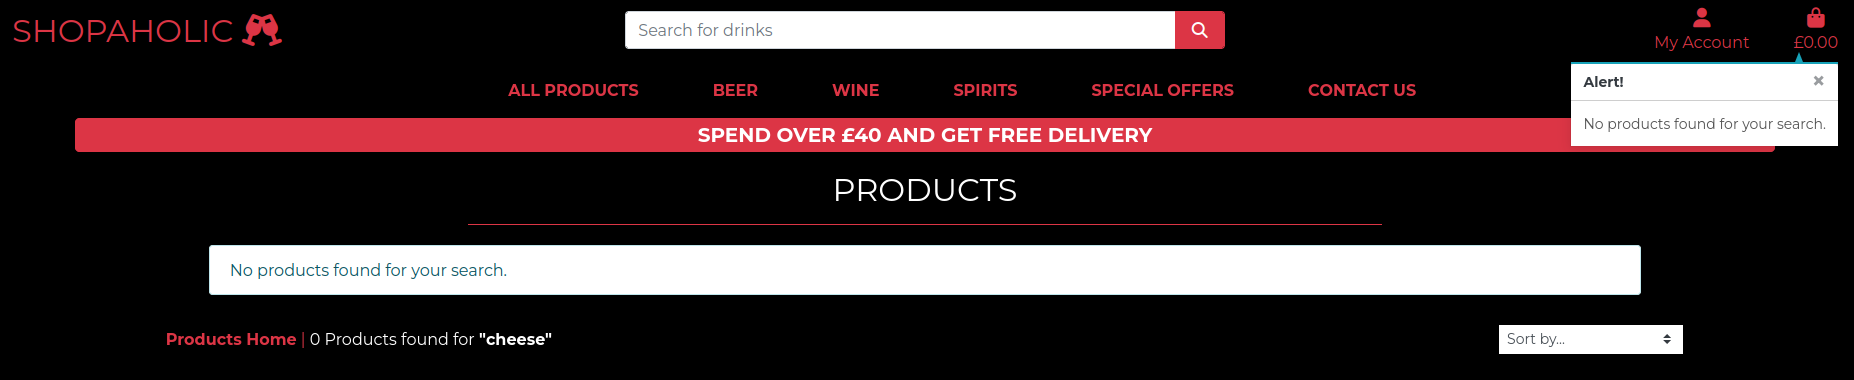 SHOPAHOLIC
Search for drinks
My Account
£0.00
ALL PRODUCTS BEER WINE SPIRITS SPECIAL OFFERS CONTACT US
Alert! ×
No products found for your search.
SPEND OVER £40 AND GET FREE DELIVERY
PRODUCTS
No products found for your search.
Products Home | 0 Products found for "cheese"
Sort by...